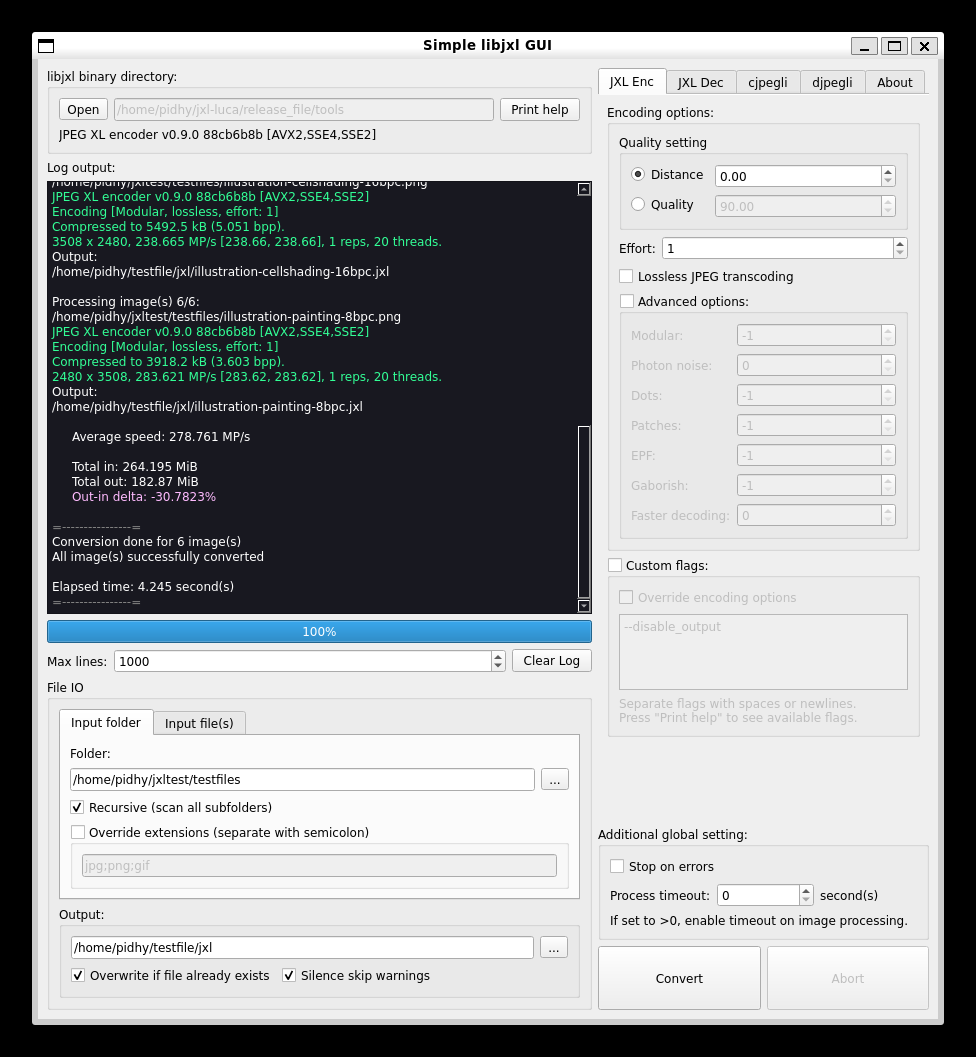 Simple libjxl GUI
libjxl binary directory:
Open
/home/pidhy/jxl-luca/release_file/tools
Print help
JPEG XL encoder v0.9.0 88cb6b8b [AVX2,SSE4,SSE2]
Log output:
/home/pidhy/jxltest/testfiles/illustration-cellshading-16bpc.png
JPEG XL encoder v0.9.0 88cb6b8b [AVX2,SSE4,SSE2]
Encoding [Modular, lossless, effort: 1]
Compressed to 5492.5 kB (5.051 bpp).
3508 x 2480, 238.665 MP/s [238.66, 238.66], 1 reps, 20 threads.
Output:
/home/pidhy/testfile/jxl/illustration-cellshading-16bpc.jxl
Processing image(s) 6/6:
/home/pidhy/jxltest/testfiles/illustration-painting-8bpc.png
JPEG XL encoder v0.9.0 88cb6b8b [AVX2,SSE4,SSE2]
Encoding [Modular, lossless, effort: 1]
Compressed to 3918.2 kB (3.603 bpp).
2480 x 3508, 283.621 MP/s [283.62, 283.62], 1 reps, 20 threads.
Output:
/home/pidhy/testfile/jxl/illustration-painting-8bpc.jxl
Average speed: 278.761 MP/s
Total in: 264.195 MiB
Total out: 182.87 MiB
Out-in delta: -30.7823%
=----------------=
Conversion done for 6 image(s)
All image(s) successfully converted
Elapsed time: 4.245 second(s)
=----------------=
100%
Max lines:
1000
Clear Log
File IO
Input folder
Input file(s)
Folder:
/home/pidhy/jxltest/testfiles
...
Recursive (scan all subfolders)
Override extensions (separate with semicolon)
jpg;png;gif
Output:
/home/pidhy/testfile/jxl
...
Overwrite if file already exists
Silence skip warnings
JXL Enc
JXL Dec
cjpegli
djpegli
About
Encoding options:
Quality setting
Distance
0.00
Quality
90.00
Effort:
1
Lossless JPEG transcoding
Advanced options:
Modular:
-1
Photon noise:
0
Dots:
-1
Patches:
-1
EPF:
-1
Gaborish:
-1
Faster decoding:
0
Custom flags:
Override encoding options
--disable_output
Separate flags with spaces or newlines.
Press "Print help" to see available flags.
Additional global setting:
Stop on errors
Process timeout:
0
second(s)
If set to >0, enable timeout on image processing.
Convert
Abort